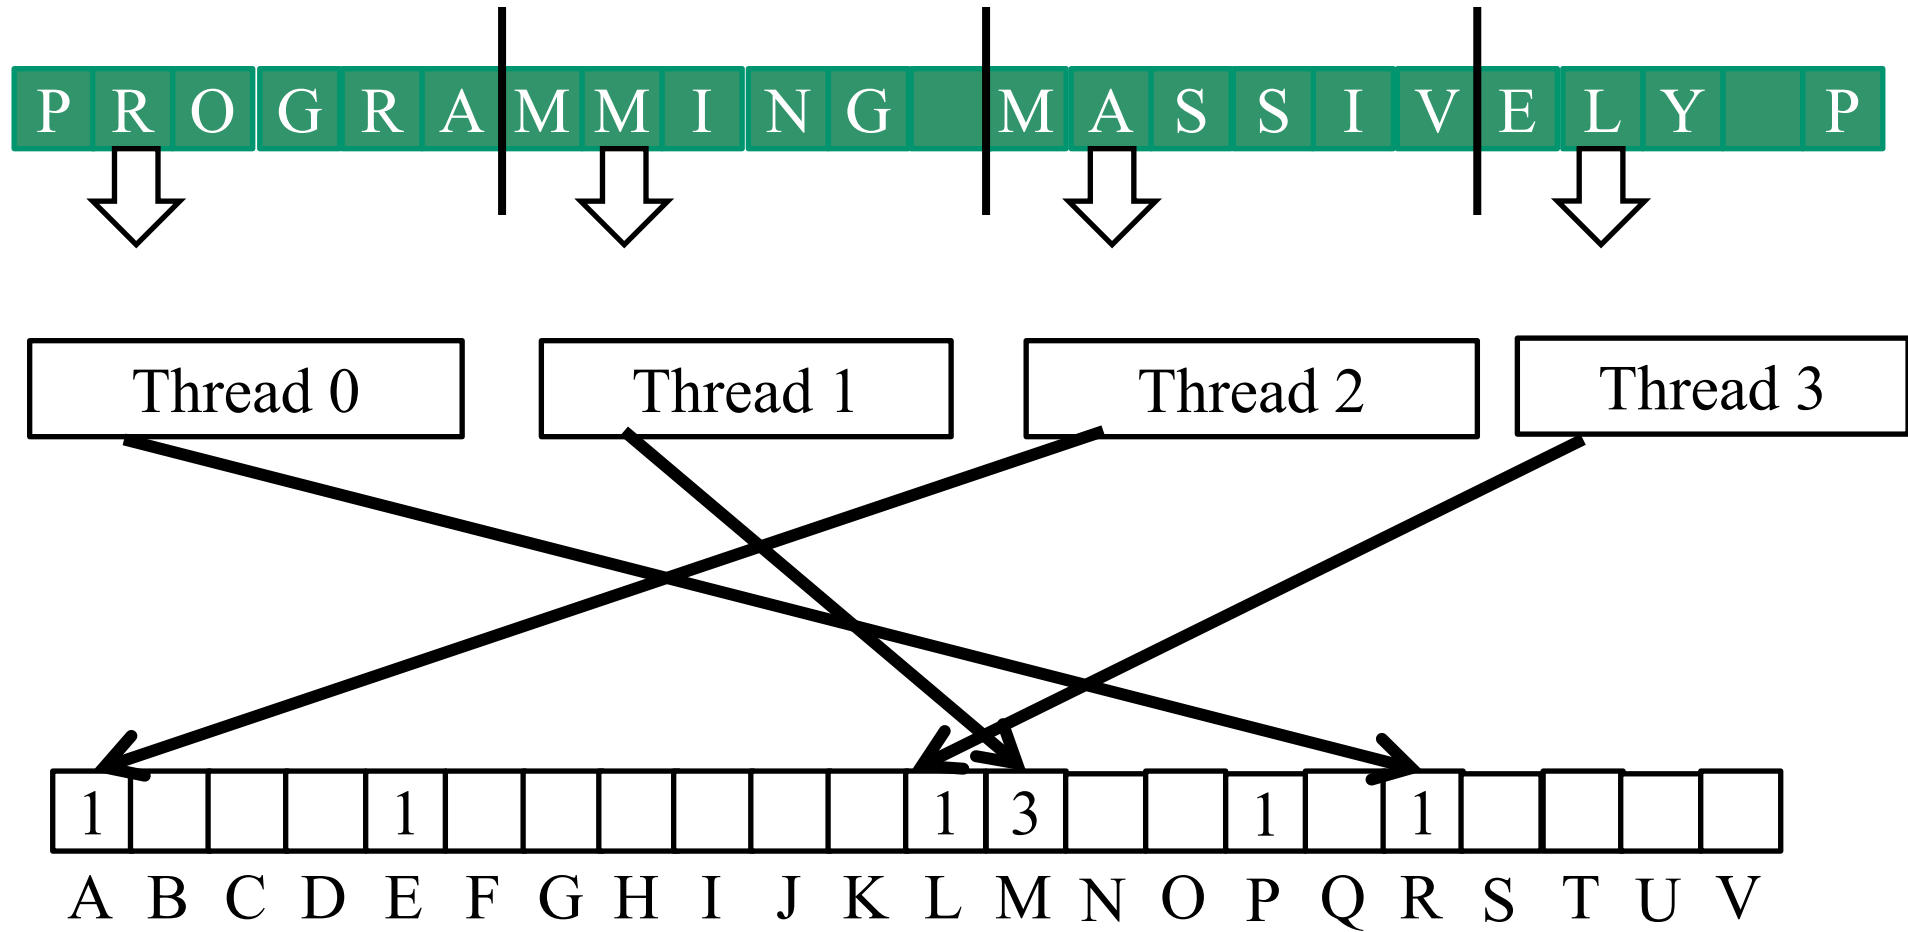 P R O G R A M M I N G M A S S I V E L Y P
Thread 0 Thread 1 Thread 2 Thread 3
1 1 1 3 1 1
A B C D E F G H I J K L M N O P Q R S T U V